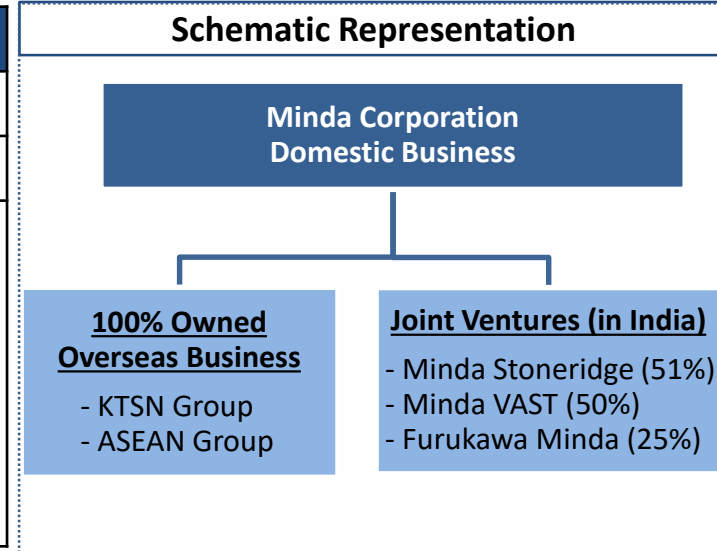 Schematic Representation
Minda Corporation
Domestic Business
100% Owned
Overseas Business
- KTSN Group
- ASEAN Group
Joint Ventures (in India)
- Minda Stoneridge (51%)
- Minda VAST (50%)
- Furukawa Minda (25%)